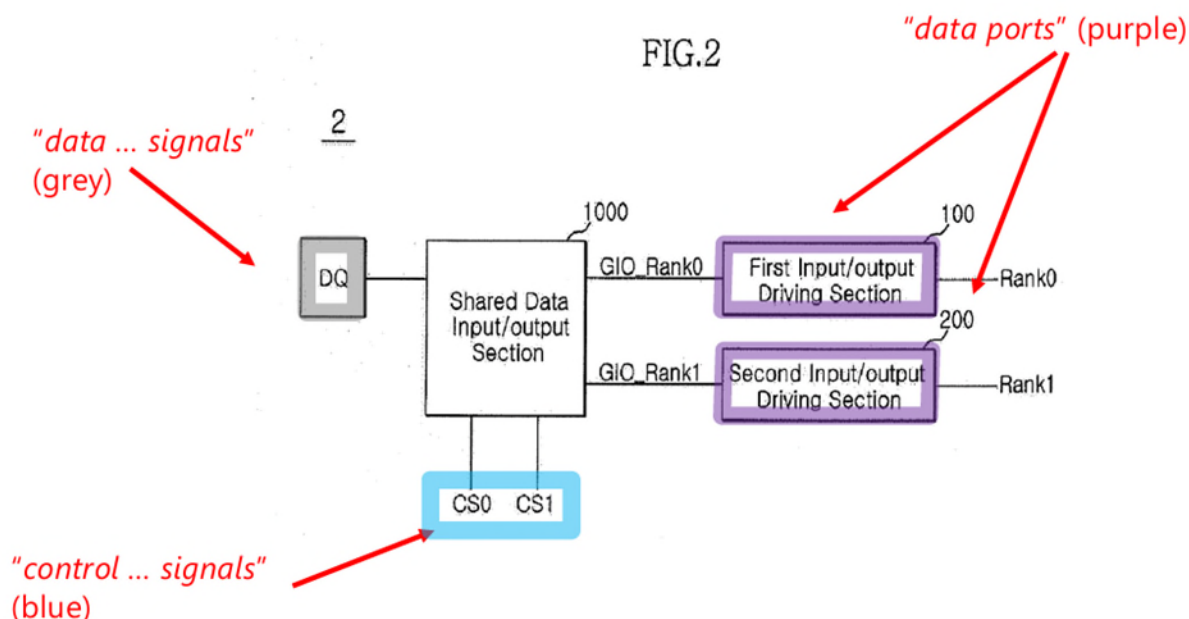 "data ports" (purple)
FIG.2
2
"data ... signals"
(grey)
1000
100
DQ
GIO_Rank0
First Input/output
Driving Section
Rank0
Shared Data
Input/output
Section
200
GIO_Rank1
Second Input/output
Driving Section
Rank1
CS0 CS1
"control ... signals"
(blue)